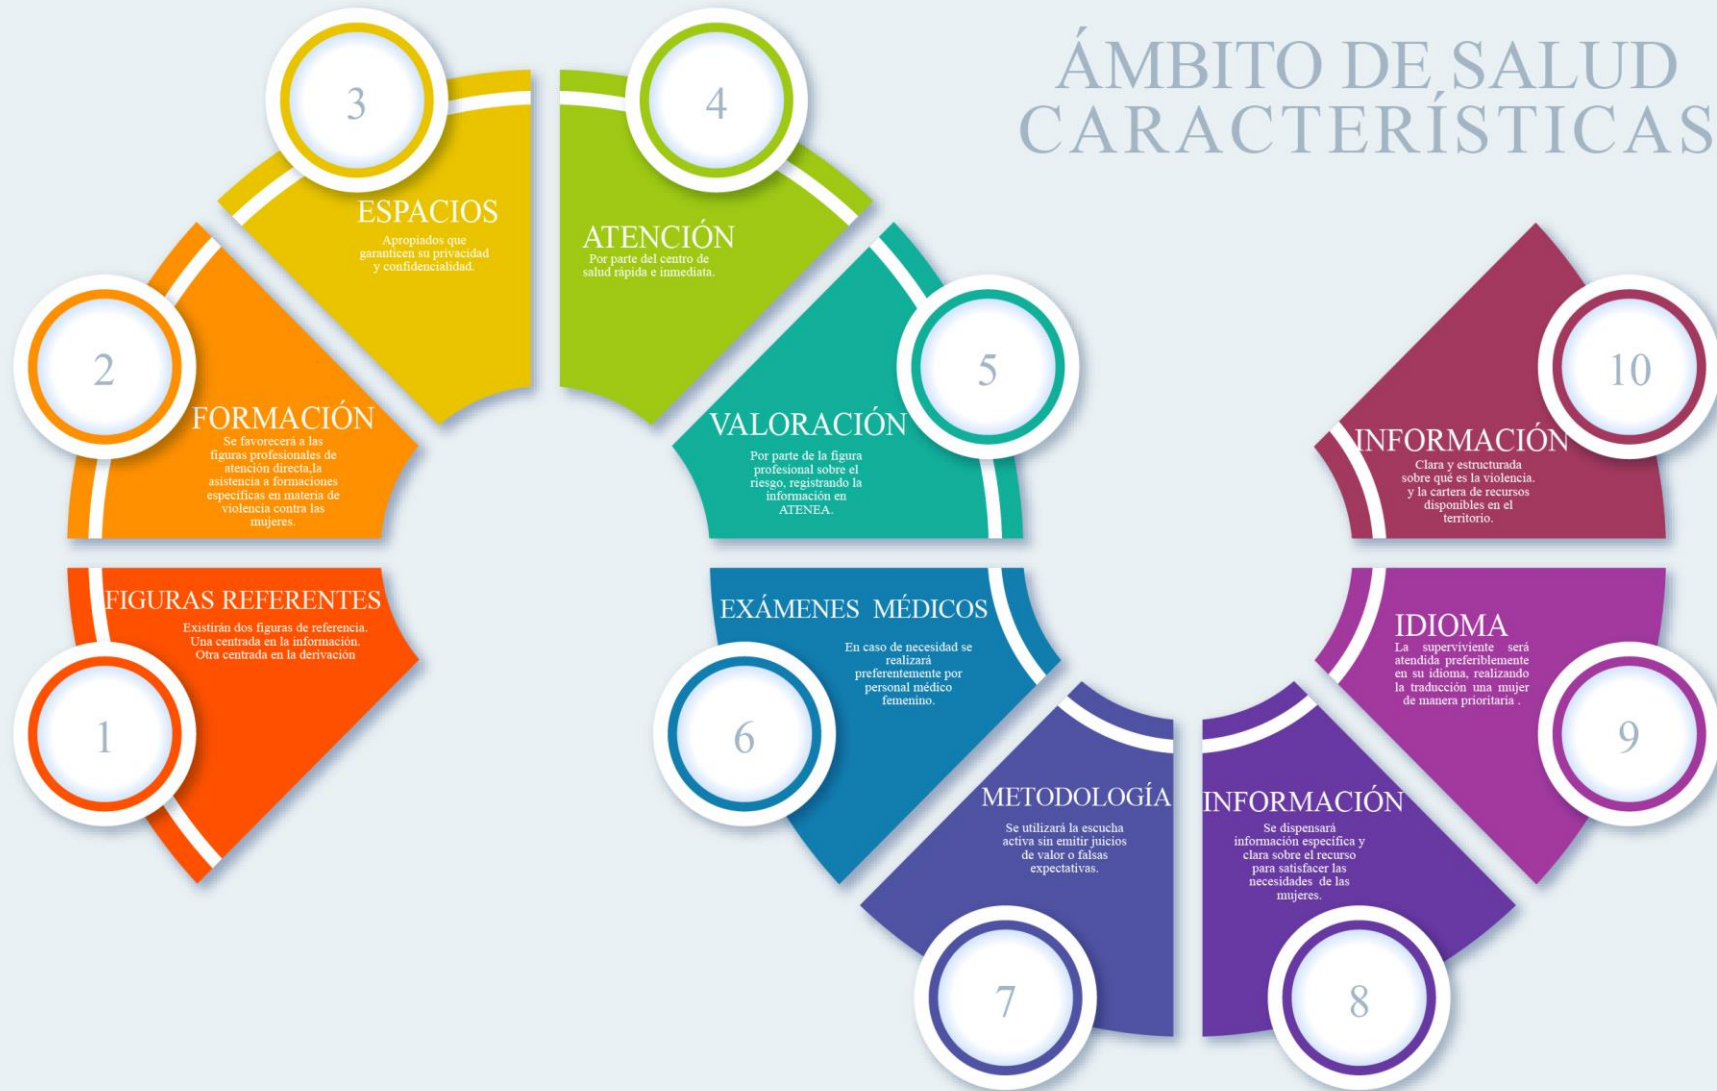 ÁMBITO DE SALUD
CARACTERÍSTICAS
1
FIGURAS REFERENTES
Existirán dos figuras de referencia.
Una centrada en la información.
Otra centrada en la derivación
2
FORMACIÓN
Se favorecerá a las
figuras profesionales de
atención directa,la
asistencia a formaciones
específicas en materia de
violencia contra las
mujeres.
3
ESPACIOS
Apropiados que
garanticen su privacidad
y confidencialidad.
4
ATENCIÓN
Por parte del centro de
salud rápida e inmediata.
5
VALORACIÓN
Por parte de la figura
profesional sobre el
riesgo, registrando la
información en
ATENEA.
6
EXÁMENES MÉDICOS
En caso de necesidad se
realizará
preferentemente por
personal médico
femenino.
7
METODOLOGÍA
Se utilizará la escucha
activa sin emitir juicios
de valor o falsas
expectativas.
8
INFORMACIÓN
Se dispensará
información específica y
clara sobre el recurso
para satisfacer las
necesidades de las
mujeres.
9
IDIOMA
La superviviente será
atendida preferiblemente
en su idioma, realizando
la traducción una mujer
de manera prioritaria .
10
INFORMACIÓN
Clara y estructurada
sobre qué es la violencia.
y la cartera de recursos
disponibles en el
territorio.